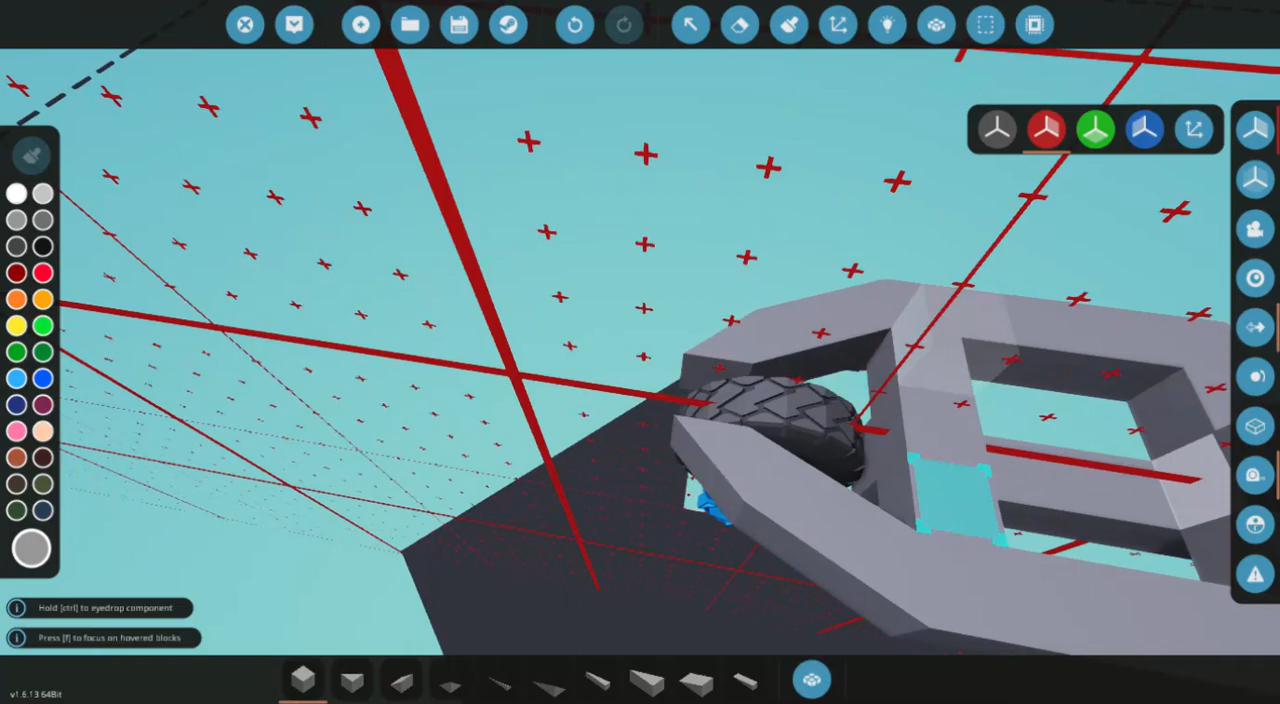 Hold [ctrl] to eyedrop component
Press [f] to focus on hovered blocks
v1.6.13 64Bit